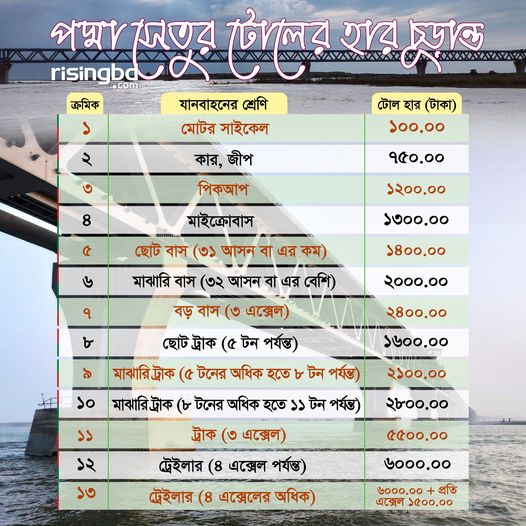 পদ্মা সেতুর টোলের হার চুড়ান্ত
risingbd
.com
ক্রমিক যানবাহনের শ্রেণি টোল হার (টাকা)
১ মোটর সাইকেল ১০০.০০
২ কার, জীপ ৭৫০.০০
৩ পিকআপ ১২০০.০০
৪ মাইক্রোবাস ১৩০০.০০
৫ ছোট বাস (৩১ আসন বা এর কম) ১৪০০.০০
৬ মাঝারি বাস (৩২ আসন বা এর বেশি) ২০০০.০০
৭ বড় বাস (৩ এক্সেল) ২৪০০.০০
৮ ছোট ট্রাক (৫ টন পর্যন্ত) ১৬০০.০০
৯ মাঝারি ট্রাক (৫ টনের অধিক হতে ৮ টন পর্যন্ত) ২১০০.০০
১০ মাঝারি ট্রাক (৮ টনের অধিক হতে ১১ টন পর্যন্ত) ২৮০০.০০
১১ ট্রাক (৩ এক্সেল) ৫৫০০.০০
১২ ট্রেইলার (৪ এক্সেল পর্যন্ত) ৬০০০.০০
১৩ ট্রেইলার (৪ এক্সেলের অধিক) ৬০০০.০০ + প্রতি
এক্সেল ১৫০০.০০